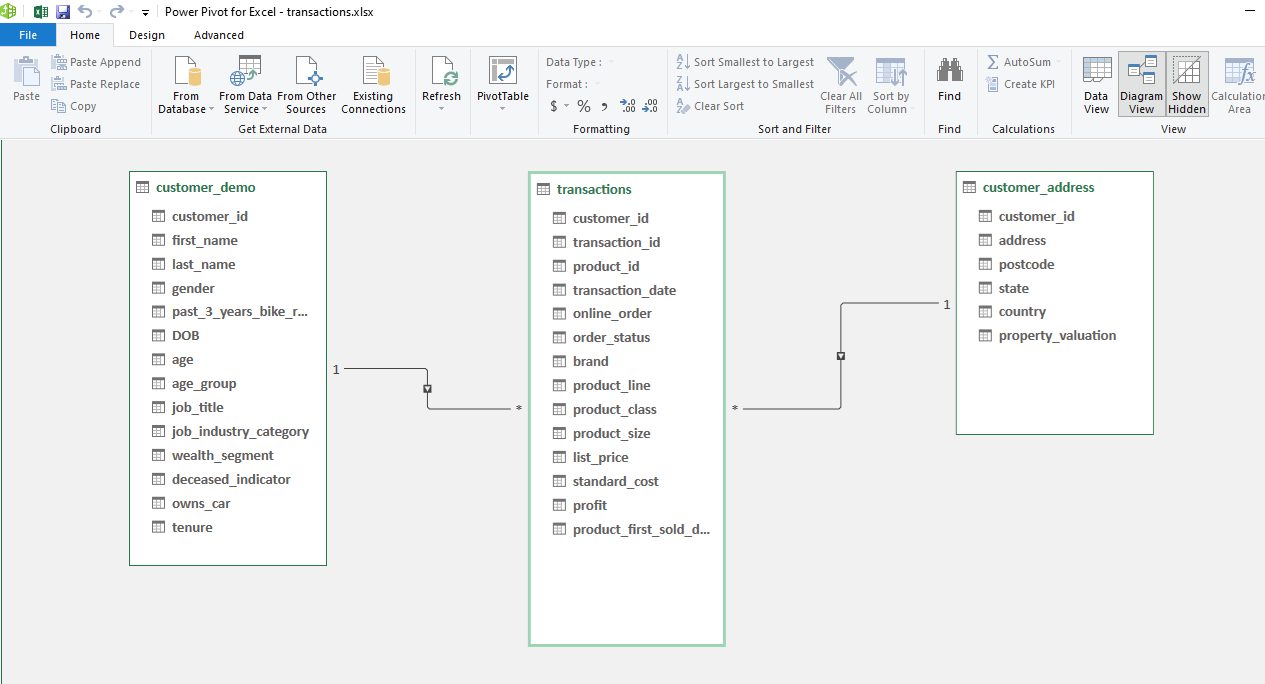 Power Pivot for Excel - transactions.xlsx
File Home Design Advanced
Paste
Paste Append
Paste Replace
Copy
Clipboard
From Database
From Data Service
From Other Sources
Existing Connections
Get External Data
Refresh
PivotTable
Data Type :
Format :
$ % , .00 .00
Formatting
A Z Sort Smallest to Largest
Z A Sort Largest to Smallest
A Z Clear Sort
Clear All Filters
Sort by Column
Sort and Filter
Find
Find
∑ AutoSum
Create KPI
Calculations
Data View
Diagram View
Show Hidden
fx
Calculation Area
View
customer_demo
customer_id
first_name
last_name
gender
past_3_years_bike_r...
DOB
age
age_group
job_title
job_industry_category
wealth_segment
deceased_indicator
owns_car
tenure
1
*
transactions
customer_id
transaction_id
product_id
transaction_date
online_order
order_status
brand
product_line
product_class
product_size
list_price
standard_cost
profit
product_first_sold_d...
*
1
customer_address
customer_id
address
postcode
state
country
property_valuation